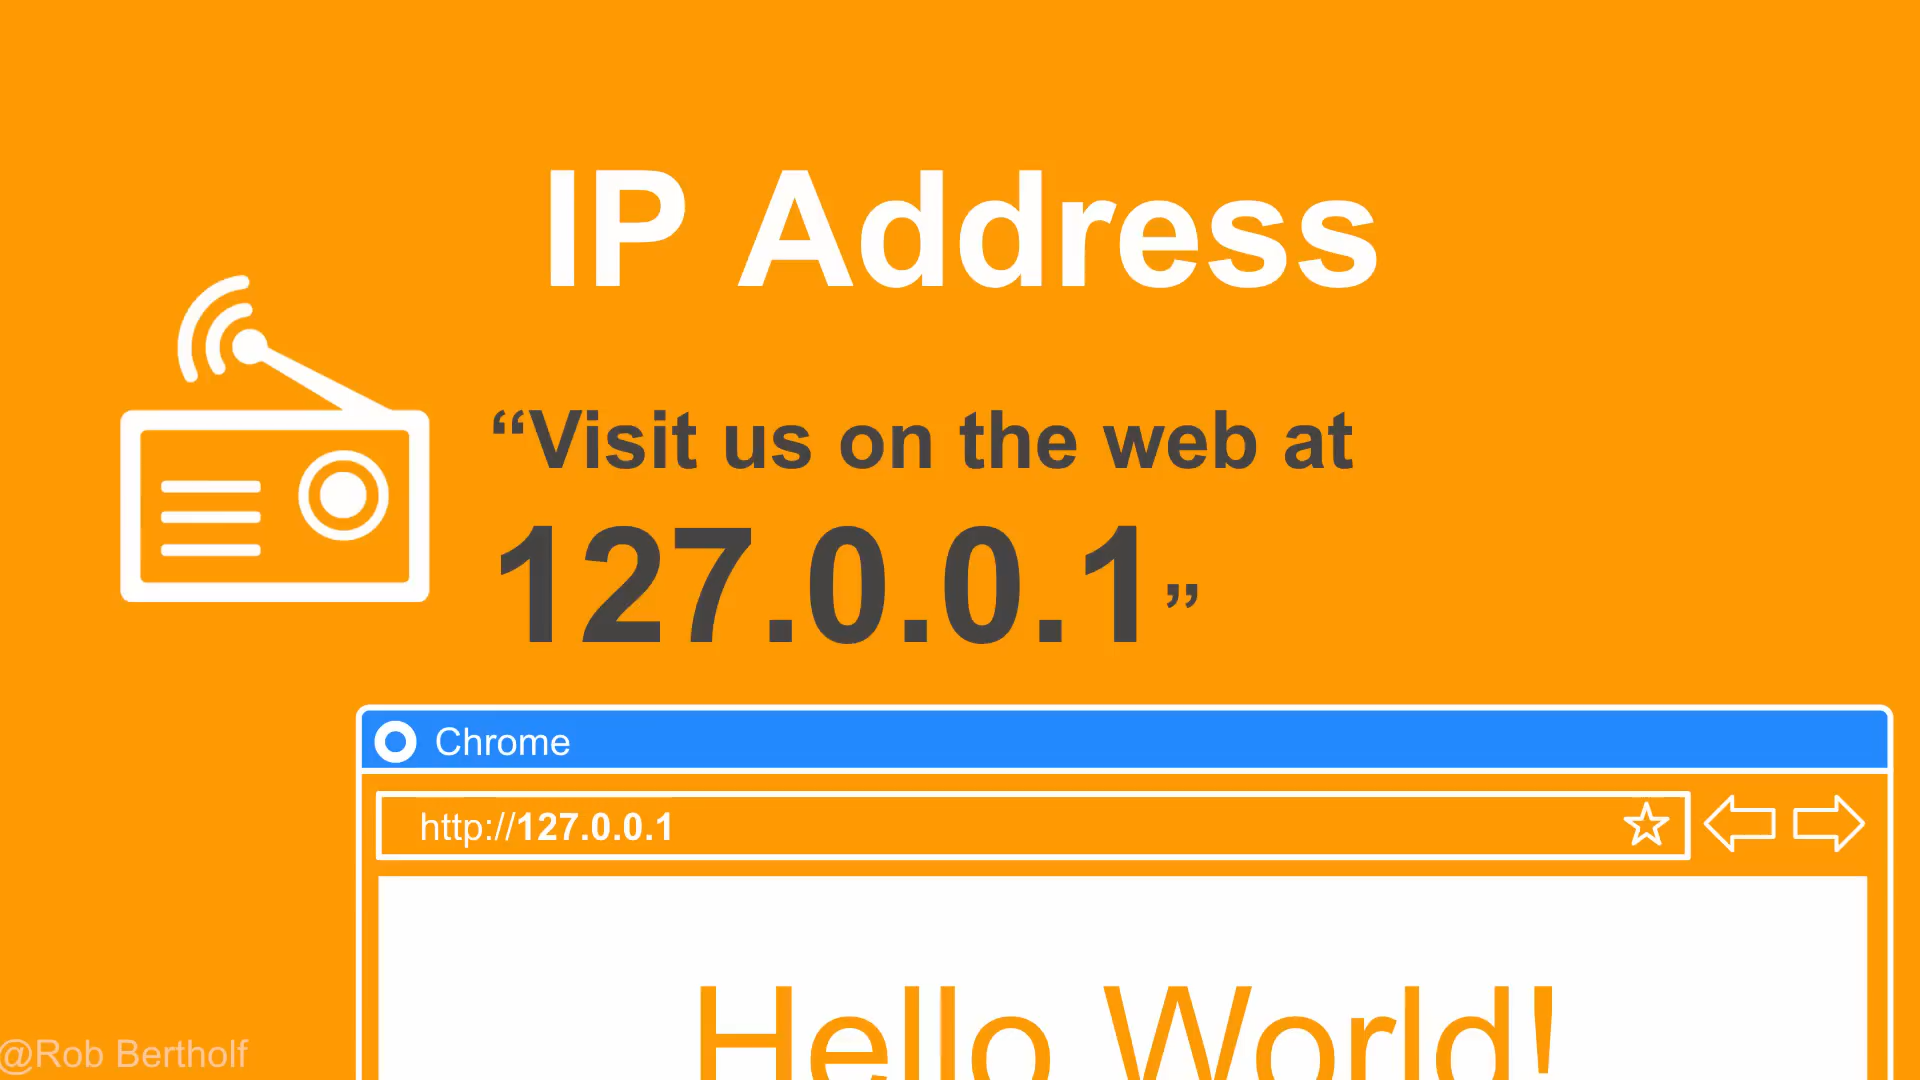 IP Address
“Visit us on the web at
127.0.0.1”
Chrome
http://127.0.0.1
Hello World!
@Rob Bertholf